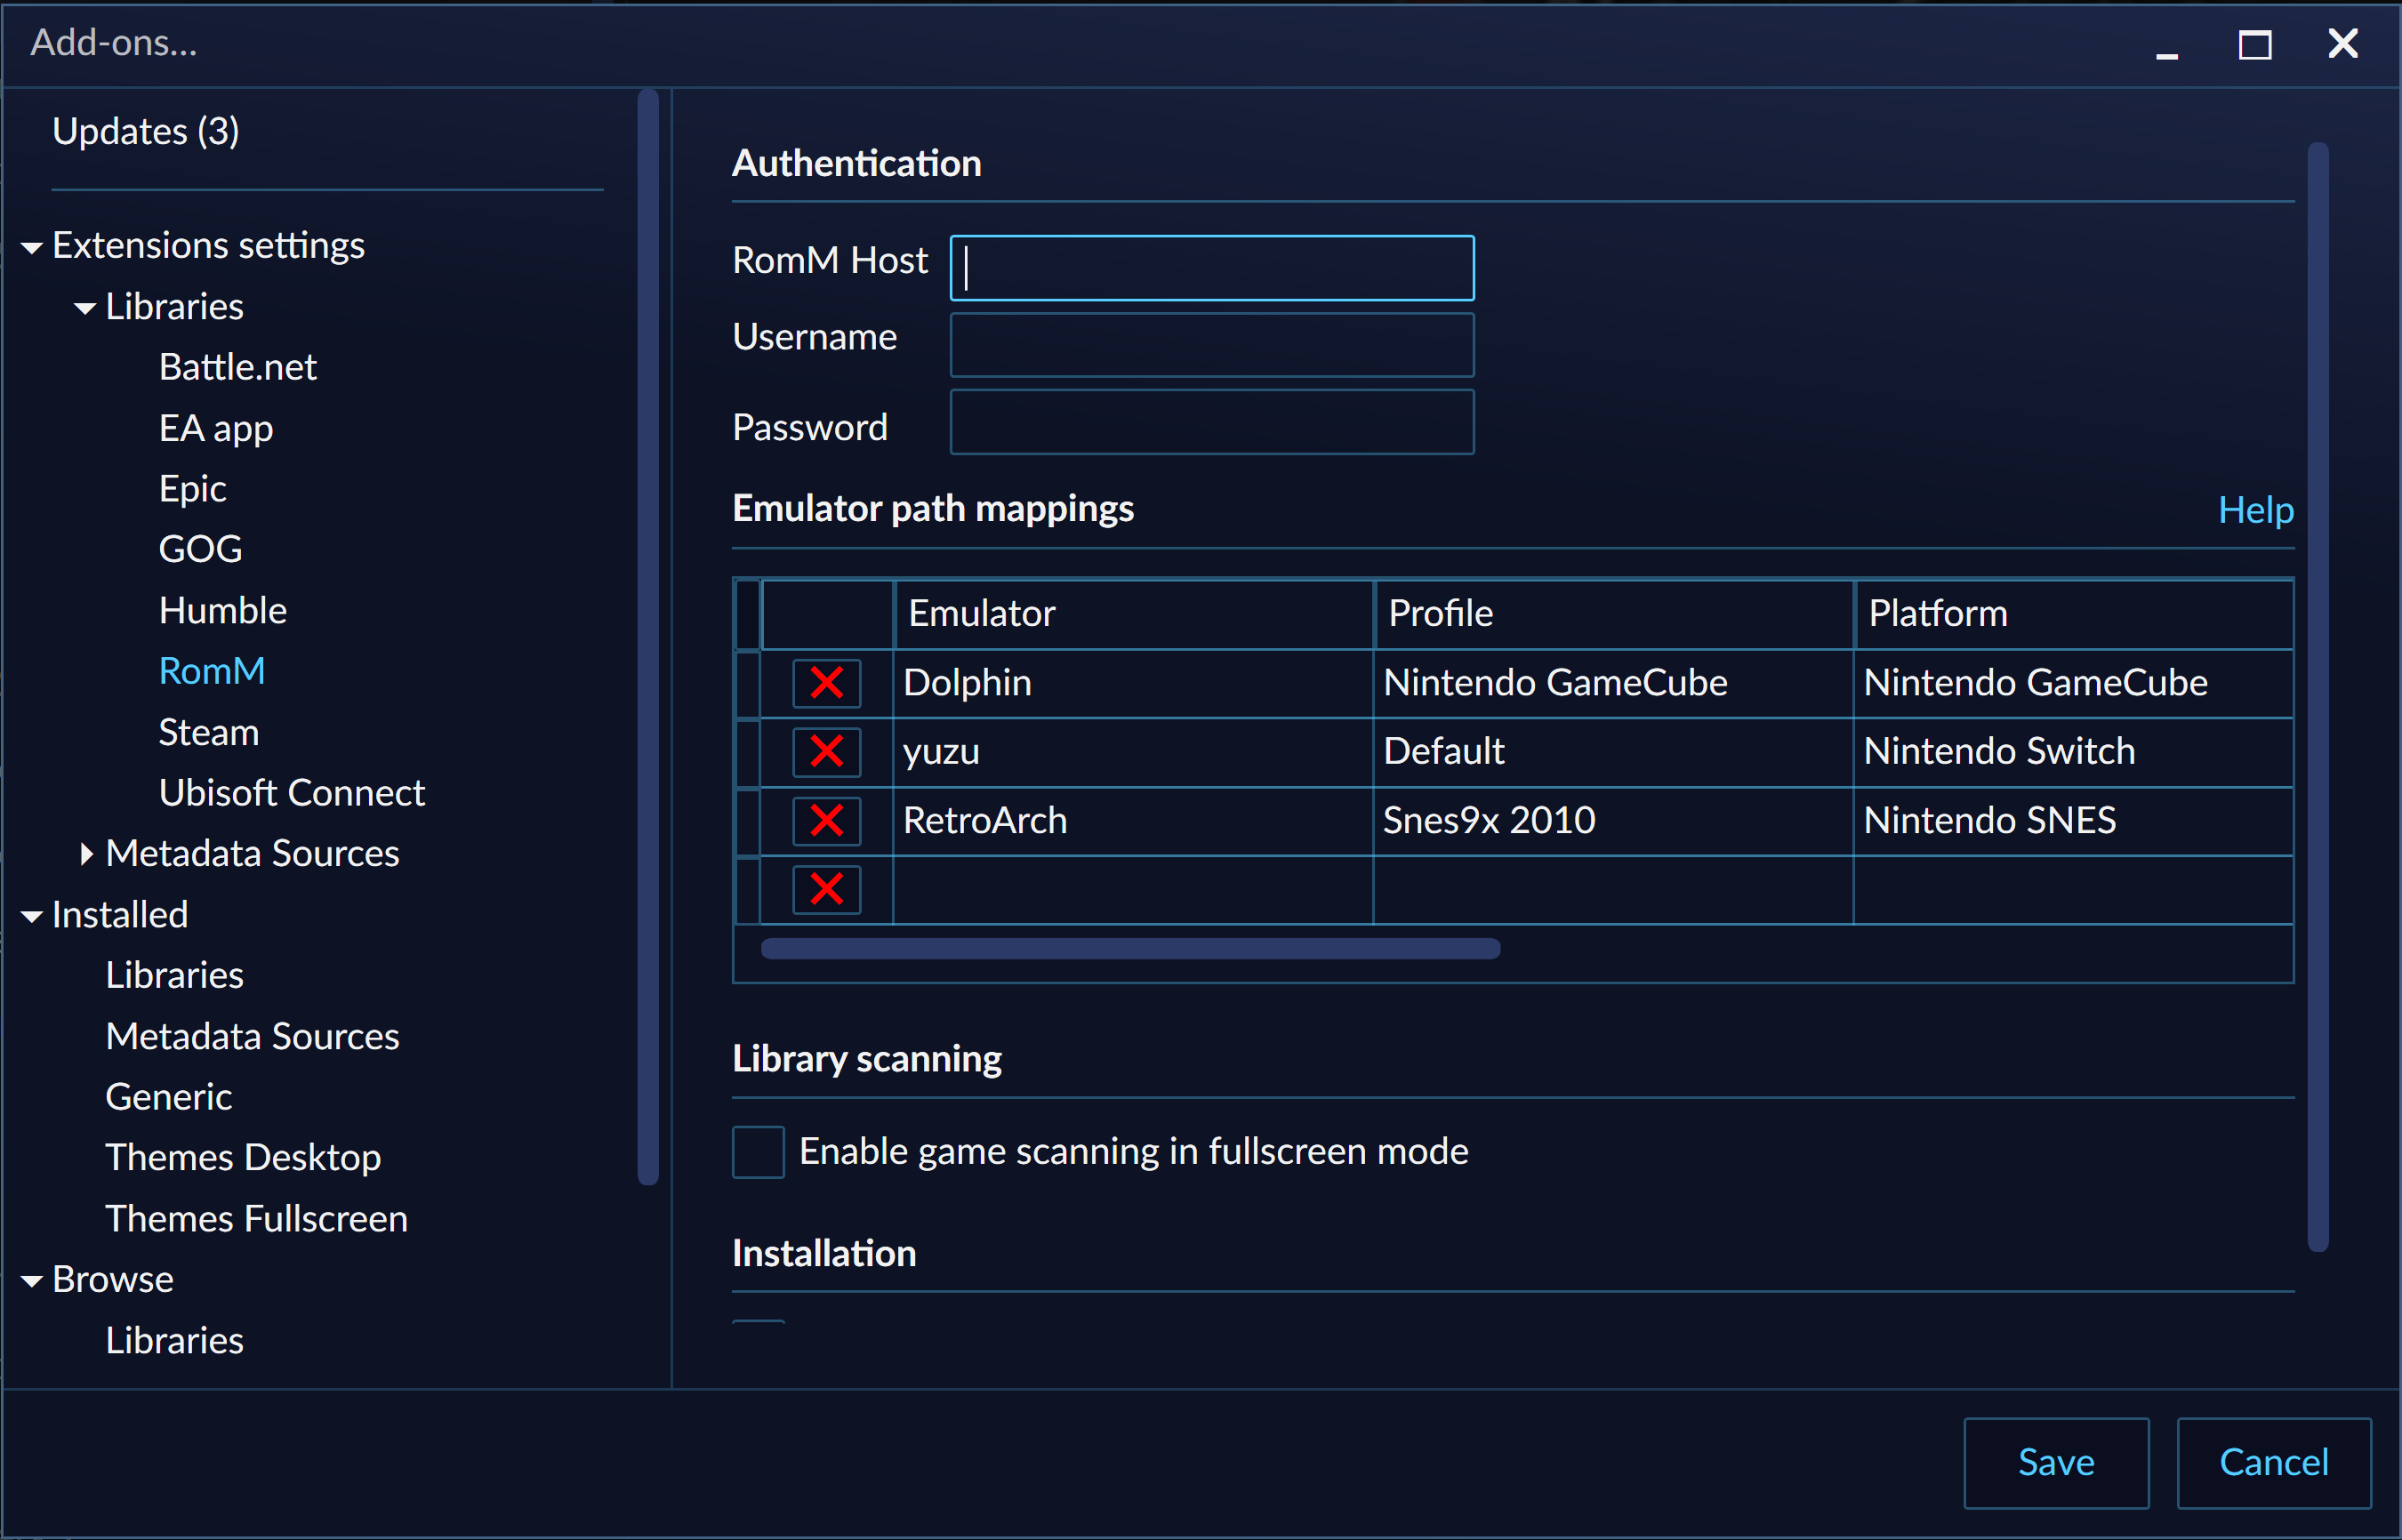 Add-ons...
Updates (3)
Extensions settings
Libraries
Battle.net
EA app
Epic
GOG
Humble
RomM
Steam
Ubisoft Connect
Metadata Sources
Installed
Libraries
Metadata Sources
Generic
Themes Desktop
Themes Fullscreen
Browse
Libraries
Authentication
RomM Host
Username
Password
Emulator path mappings Help
Emulator Profile Platform
Dolphin Nintendo GameCube Nintendo GameCube
yuzu Default Nintendo Switch
RetroArch Snes9x 2010 Nintendo SNES
Library scanning
Enable game scanning in fullscreen mode
Installation
Save Cancel